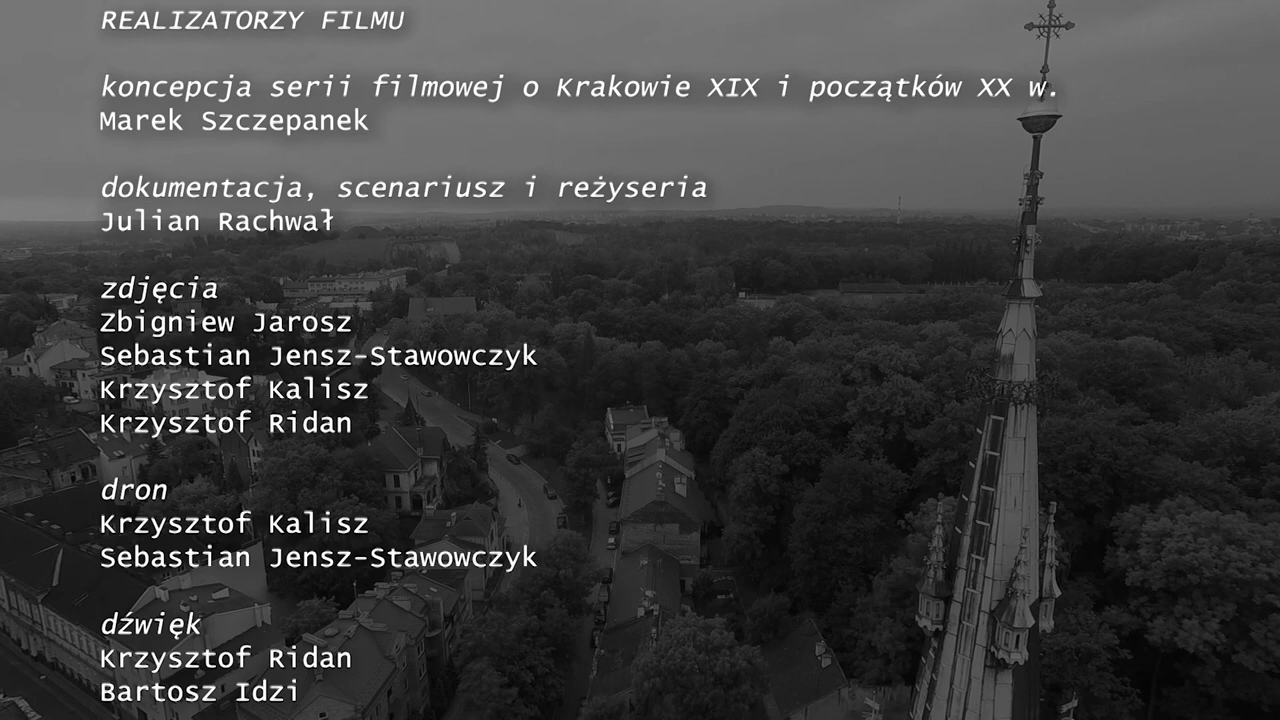 REALIZATORZY FILMU
koncepcja serii filmowej o Krakowie XIX i początków XX w.
Marek Szczepanek
dokumentacja, scenariusz i reżyseria
Julian Rachwał
zdjęcia
Zbigniew Jarosz
Sebastian Jensz-Stawowczyk
Krzysztof Kalisz
Krzysztof Ridan
dron
Krzysztof Kalisz
Sebastian Jensz-Stawowczyk
dźwięk
Krzysztof Ridan
Bartosz Idzi